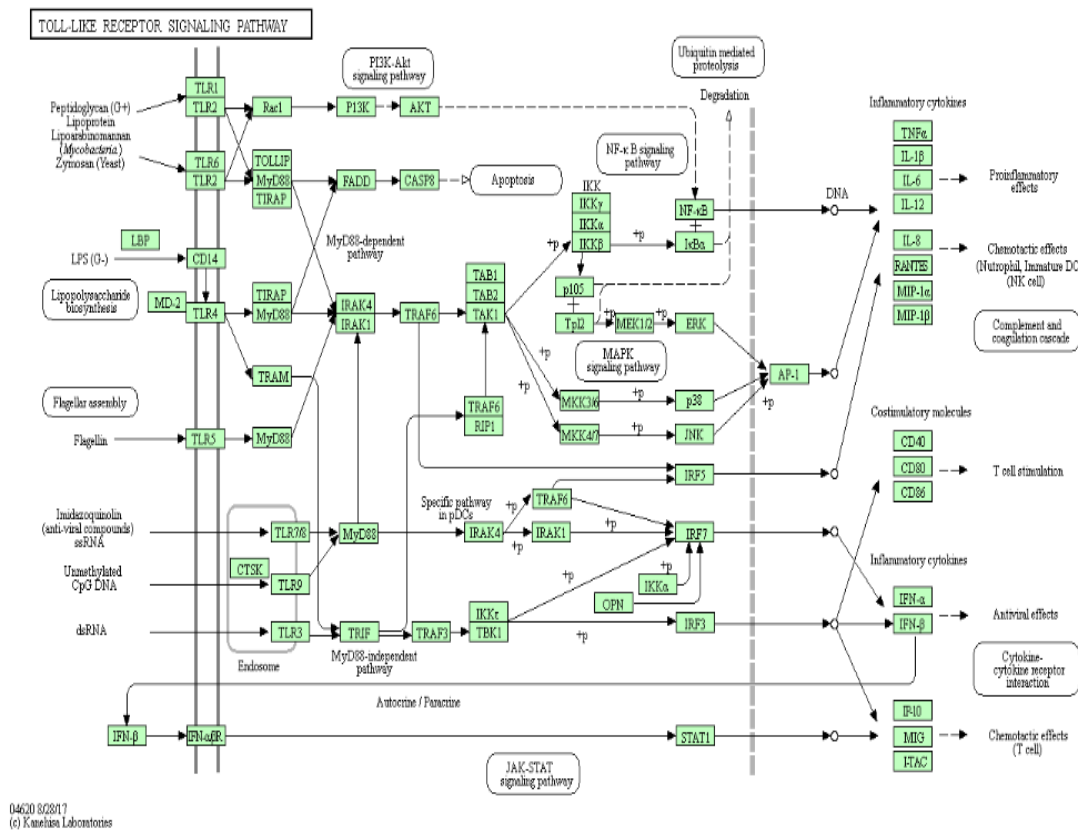 TOLL-LIKE RECEPTOR SIGNALING PATHWAY
PI3K-Akt
signaling pathway
Ubiquitin mediated
proteolysis
Degradation
Inflammatory cytokines
Peptidoglycan (G+)
Lipoprotein
Lipoarabinomannan
(Mycobacteria)
Zymosan (Yeast)
TLR1
TLR2
Rac1
PI3K
AKT
TLR6
TLR2
TOLLIP
MyD88
TIRAP
FADD
CASP8
Apoptosis
NF-κB signaling
pathway
IKK
IKKγ
IKKα
IKKβ
NF-κB
IκBα
+p
+p
DNA
TNFα
IL-1β
IL-6
IL-12
Proinflammatory
effects
IL-8
RANTES
MIP-1α
MIP-1β
Chemotactic effects
(Nutrophil, Immature DC
(NK cell)
MyD88-dependent
pathway
LBP
LPS (G-)
CD14
Lipopolysaccharide
biosynthesis
MD-2
TLR4
TIRAP
MyD88
IRAK4
IRAK1
TRAF6
TAB1
TAB2
TAK1
p105
Tpl2
+p
MEK1/2
+p
ERK
Complement and
coagulation cascade
MAPK
signaling pathway
+p
AP-1
+p
TRAM
Flagellar assembly
Flagellin
TLR5
MyD88
TRAF6
RIP1
+p
+p
MKK3/6
+p
p38
MKK4/7
+p
JNK
Costimulatory molecules
CD40
CD80
CD86
T cell stimulation
IRF5
Imidazoquinolin
(anti-viral compounds)
ssRNA
TLR7/8
MyD88
Specific pathway
in pDCs
IRAK4
+p
TRAF6
+p
IRAK1
+p
IRF7
Unmethylated
CpG DNA
CTSK
TLR9
+p
+p
IKKα
OPN
Inflammatory cytokines
IFN-α
IFN-β
Antiviral effects
dsRNA
TLR3
Endosome
TRIF
TRAF3
IKKε
TBK1
+p
IRF3
MyD88-independent
pathway
Cytokine-
cytokine receptor
interaction
Autocrine / Paracrine
IFN-β
IFN-αβR
STAT1
IP-10
MIG
I-TAC
Chemotactic effects
(T cell)
JAK-STAT
signaling pathway
04620 8/28/17
(c) Kanehisa Laboratories